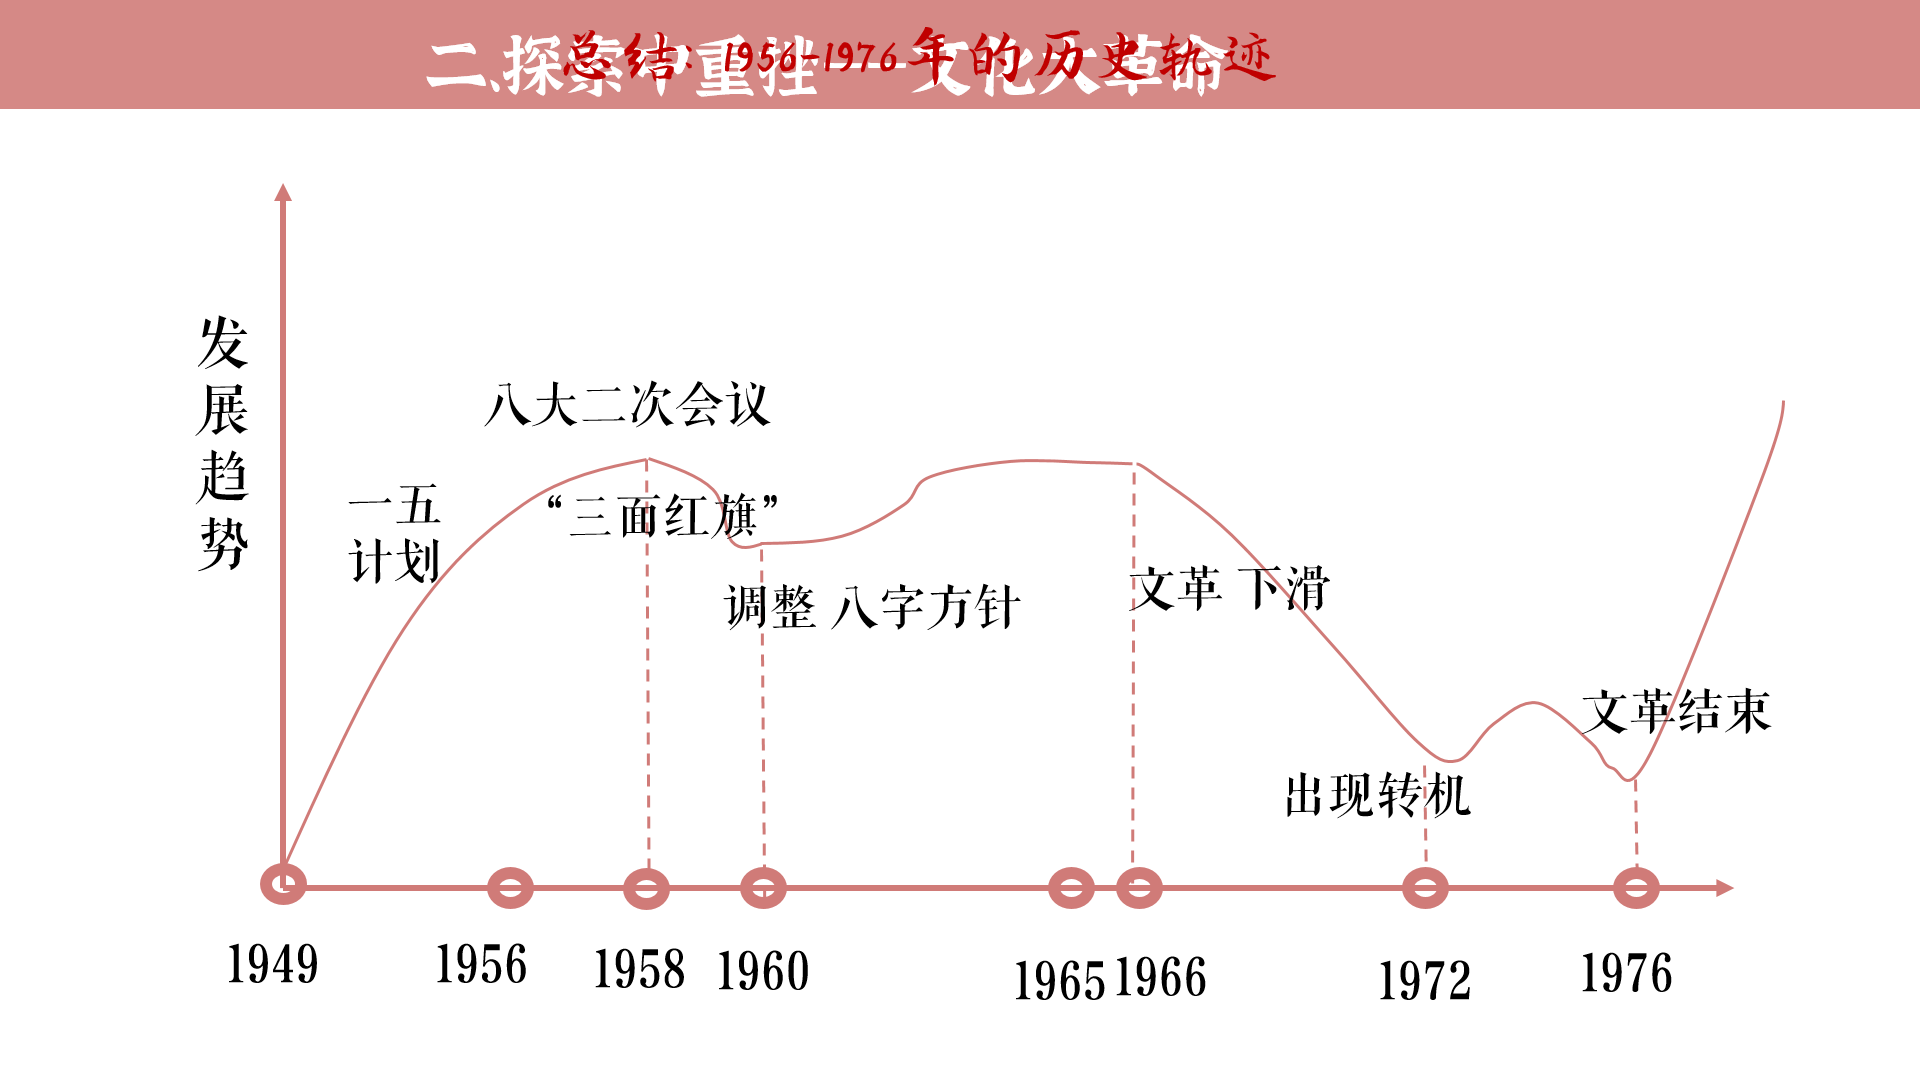 二、探索中重挫——文化大革命
总结：1956-1976年的历史轨迹
发展趋势
八大二次会议
一五
计划
“三面红旗”
调整 八字方针
文革 下滑
文革结束
出现转机
1949
1956
1958
1960
1965
1966
1972
1976